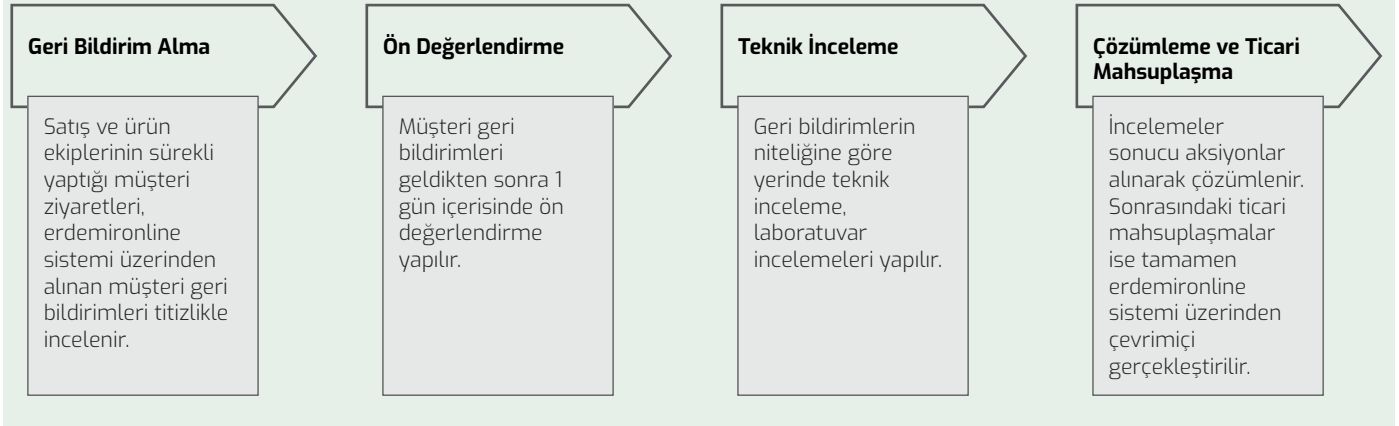 Geri Bildirim Alma
Satış ve ürün
ekiplerinin sürekli
yaptığı müşteri
ziyaretleri,
erdemironline
sistemi üzerinden
alınan müşteri geri
bildirimleri titizlikle
incelenir.
Ön Değerlendirme
Müşteri geri
bildirimleri
geldikten sonra 1
gün içerisinde ön
değerlendirme
yapılır.
Teknik İnceleme
Geri bildirimlerin
niteliğine göre
yerinde teknik
inceleme,
laboratuvar
incelemeleri yapılır.
Çözümleme ve Ticari
Mahsuplaşma
İncelemeler
sonucu aksiyonlar
alınarak çözümlenir.
Sonrasındaki ticari
mahsuplaşmalar
ise tamamen
erdemironline
sistemi üzerinden
çevrimiçi
gerçekleştirilir.